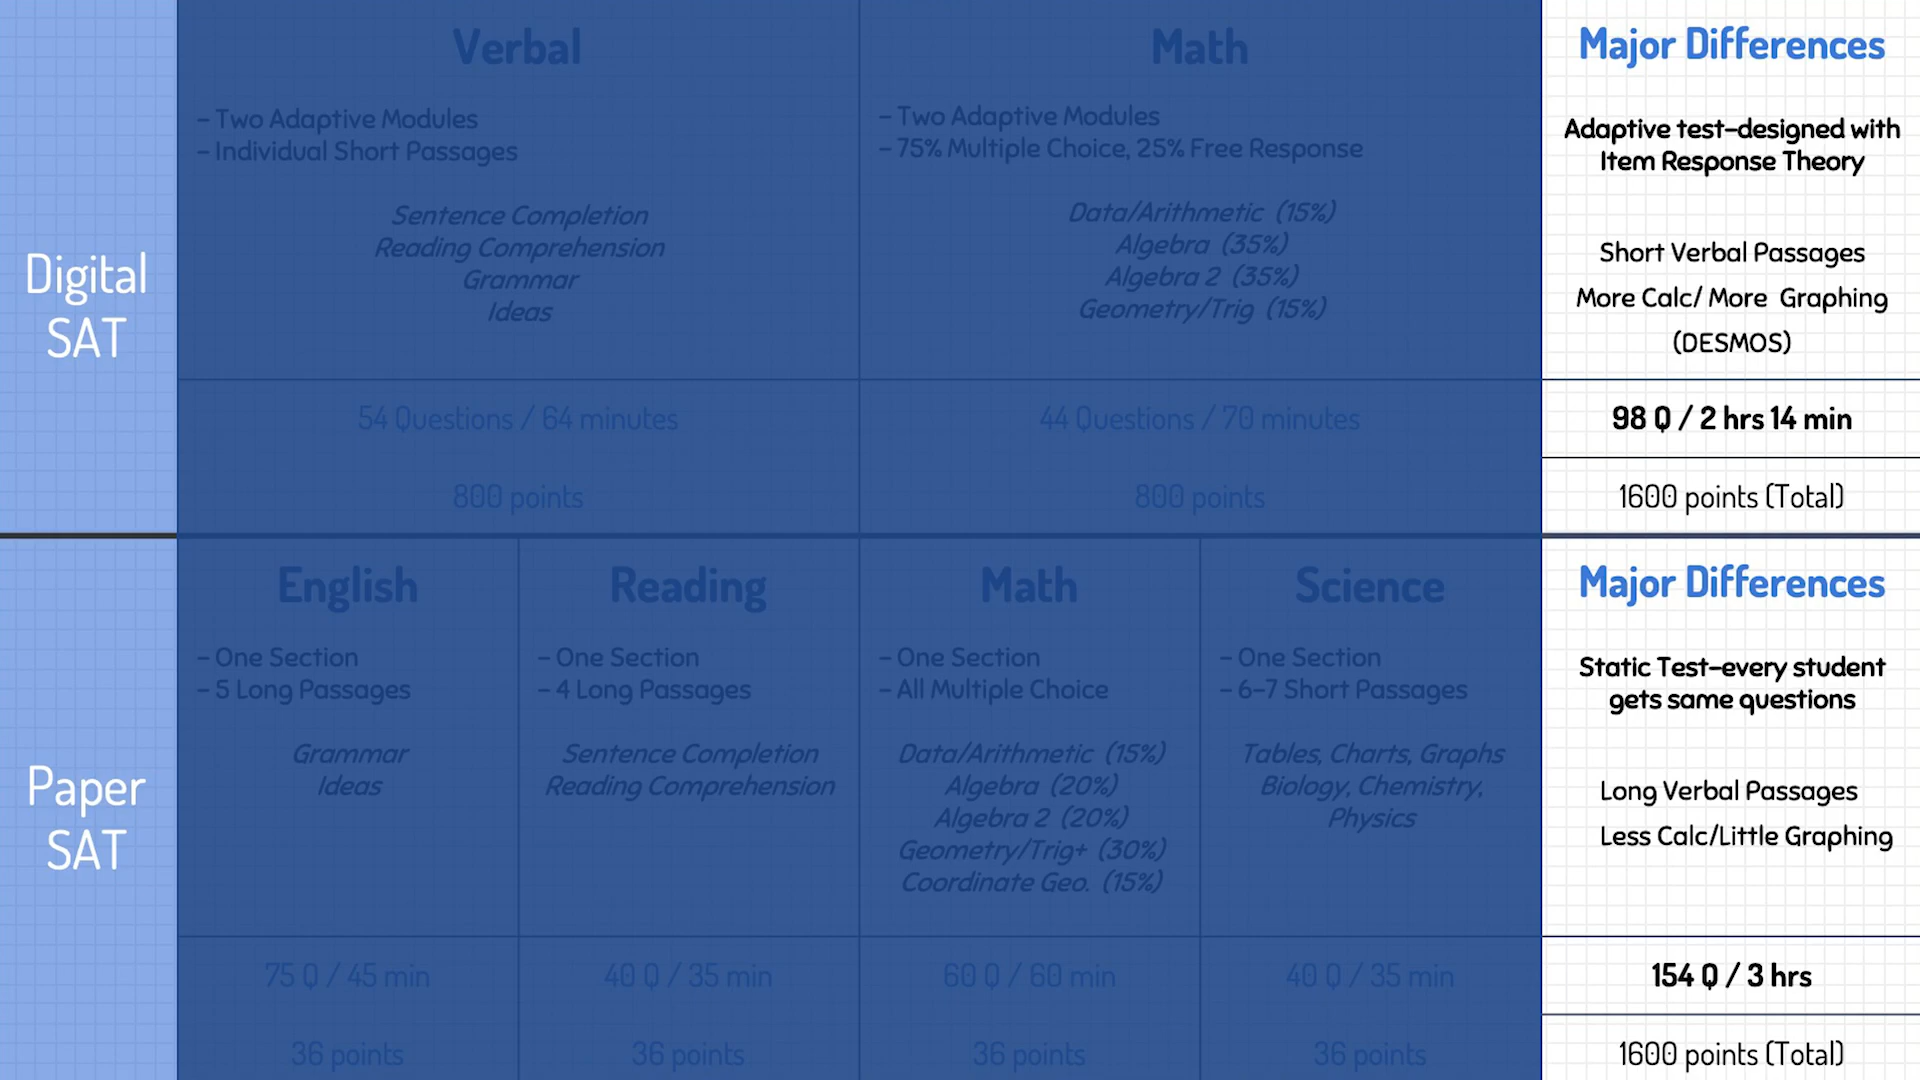 Digital
SAT
Verbal
- Two Adaptive Modules
- Individual Short Passages
Sentence Completion
Reading Comprehension
Grammar
Ideas
54 Questions / 64 minutes
800 points
Math
- Two Adaptive Modules
- 75% Multiple Choice, 25% Free Response
Data/Arithmetic (15%)
Algebra (35%)
Algebra 2 (35%)
Geometry/Trig (15%)
44 Questions / 70 minutes
800 points
Major Differences
Adaptive test-designed with
Item Response Theory
Short Verbal Passages
More Calc/ More Graphing
(DESMOS)
98 Q / 2 hrs 14 min
1600 points (Total)
Paper
SAT
English
- One Section
- 5 Long Passages
Grammar
Ideas
75 Q / 45 min
36 points
Reading
- One Section
- 4 Long Passages
Sentence Completion
Reading Comprehension
40 Q / 35 min
36 points
Math
- One Section
- All Multiple Choice
Data/Arithmetic (15%)
Algebra (20%)
Algebra 2 (20%)
Geometry/Trig+ (30%)
Coordinate Geo. (15%)
60 Q / 60 min
36 points
Science
- One Section
- 6-7 Short Passages
Tables, Charts, Graphs
Biology, Chemistry,
Physics
40 Q / 35 min
36 points
Major Differences
Static Test-every student
gets same questions
Long Verbal Passages
Less Calc/Little Graphing
154 Q / 3 hrs
1600 points (Total)